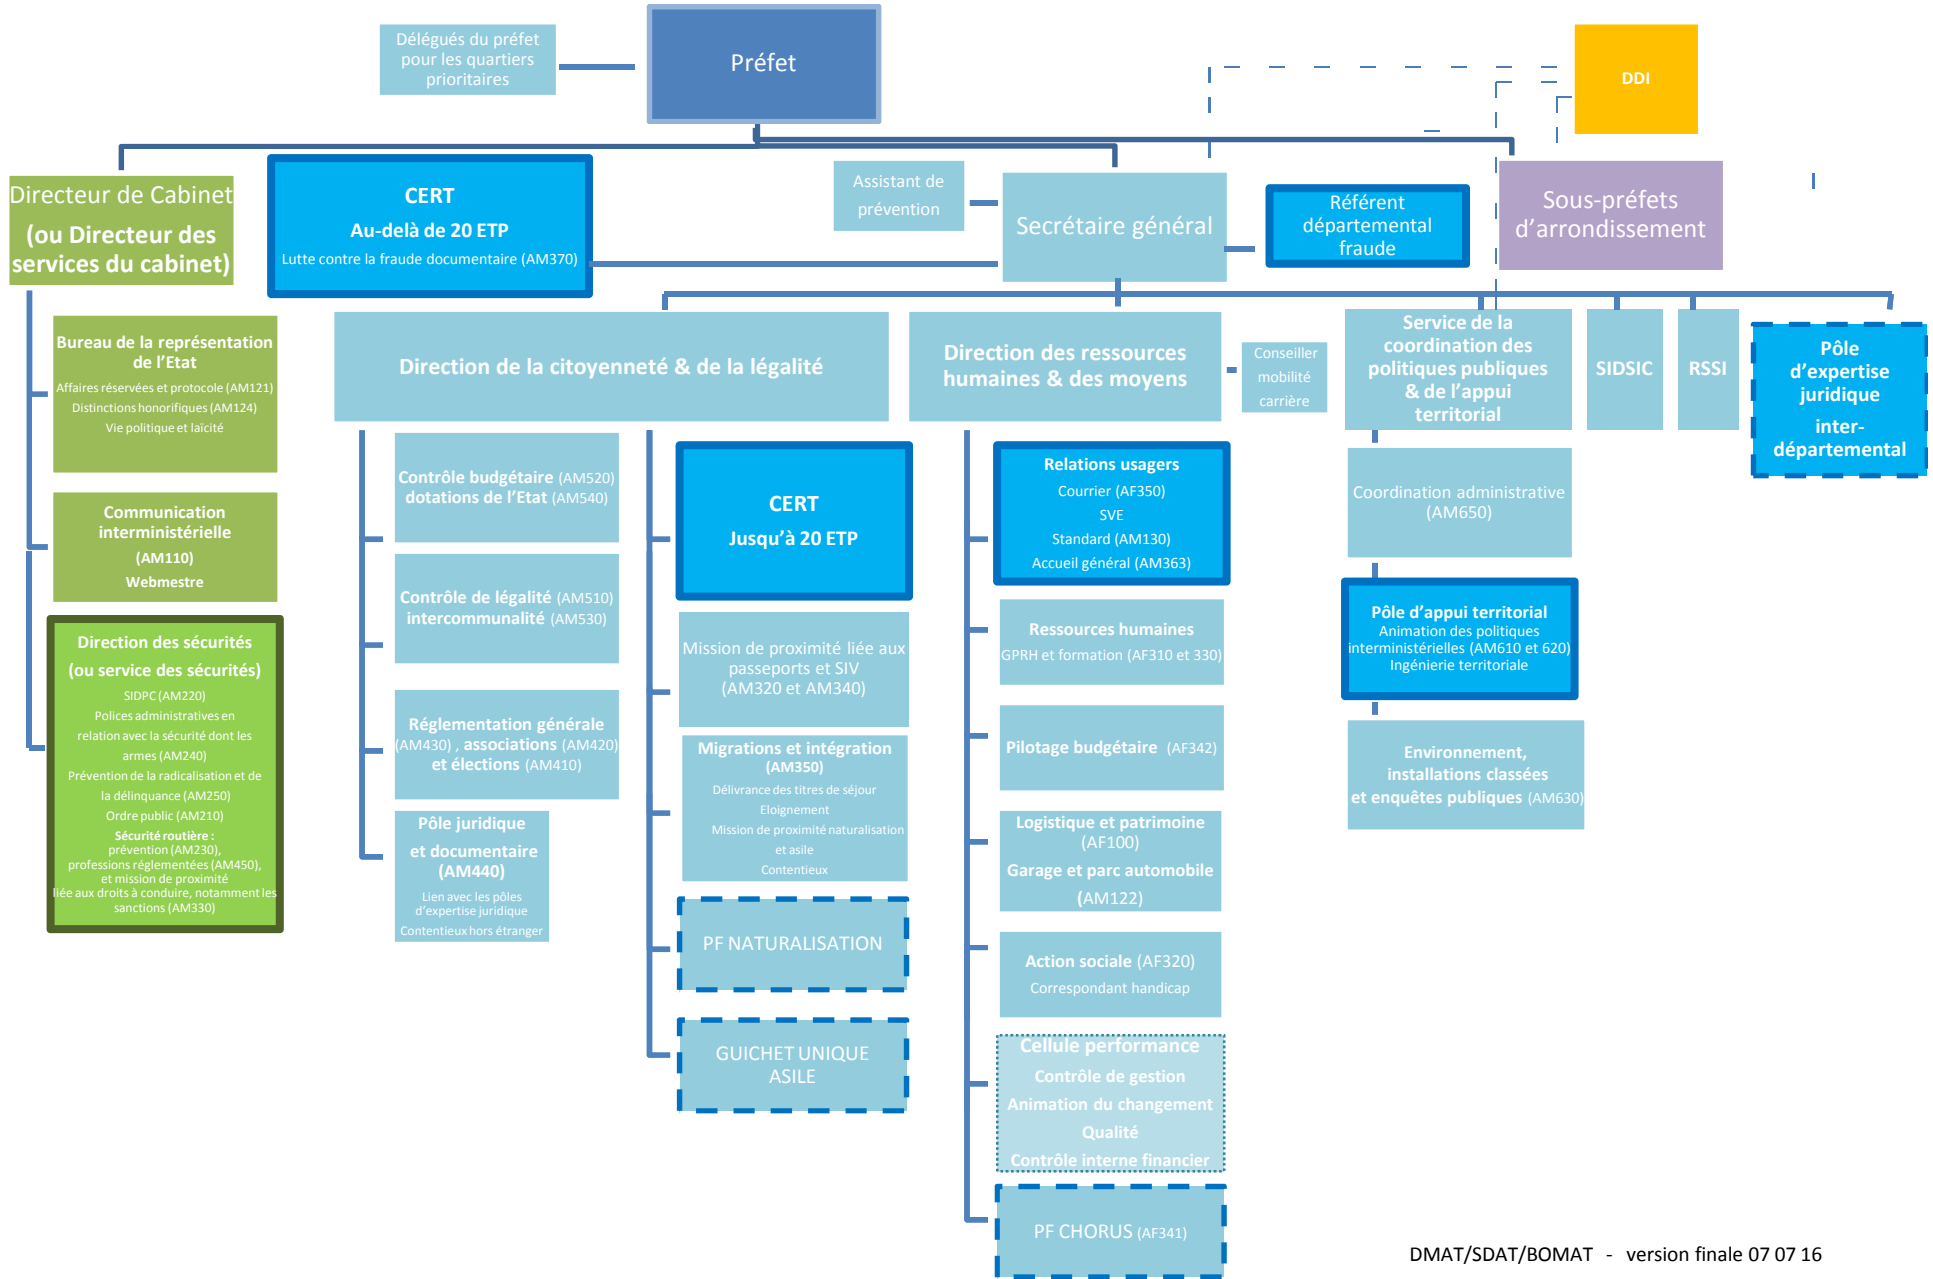 Délégués du préfet
pour les quartiers
prioritaires
Préfet
DDI
Directeur de Cabinet
(ou Directeur des
services du cabinet)
CERT
Au-delà de 20 ETP
Lutte contre la fraude documentaire (AM370)
Assistant de
prévention
Secrétaire général
Référent
départemental
fraude
Sous-préfets
d'arrondissement
Bureau de la représentation
de l'Etat
Affaires réservées et protocole (AM121)
Distinctions honorifiques (AM124)
Vie politique et laïcité
Communication
interministérielle
(AM110)
Webmestre
Direction des sécurités
(ou service des sécurités)
SIDPC (AM220)
Polices administratives en
relation avec la sécurité dont les
armes (AM240)
Prévention de la radicalisation et de
la délinquance (AM250)
Ordre public (AM210)
Sécurité routière :
prévention (AM230),
professions réglementées (AM450),
et mission de proximité
liée aux droits à conduire, notamment les
sanctions (AM330)
Direction de la citoyenneté & de la légalité
Contrôle budgétaire (AM520)
dotations de l'Etat (AM540)
Contrôle de légalité (AM510)
intercommunalité (AM530)
Réglementation générale
(AM430) , associations (AM420)
et élections (AM410)
Pôle juridique
et documentaire
(AM440)
Lien avec les pôles
d'expertise juridique
Contentieux hors étranger
CERT
Jusqu'à 20 ETP
Mission de proximité liée aux
passeports et SIV
(AM320 et AM340)
Migrations et intégration
(AM350)
Délivrance des titres de séjour
Eloignement
Mission de proximité naturalisation
et asile
Contentieux
PF NATURALISATION
GUICHET UNIQUE
ASILE
Direction des ressources
humaines & des moyens
Conseiller
mobilité
carrière
Relations usagers
Courrier (AF350)
SVE
Standard (AM130)
Accueil général (AM363)
Ressources humaines
GPRH et formation (AF310 et 330)
Pilotage budgétaire (AF342)
Logistique et patrimoine
(AF100)
Garage et parc automobile
(AM122)
Action sociale (AF320)
Correspondant handicap
Cellule performance
Contrôle de gestion
Animation du changement
Qualité
Contrôle interne financier
PF CHORUS (AF341)
Service de la
coordination des
politiques publiques
& de l'appui
territorial
Coordination administrative
(AM650)
Pôle d'appui territorial
Animation des politiques
interministérielles (AM610 et 620)
Ingénierie territoriale
Environnement,
installations classées
et enquêtes publiques (AM630)
SIDSIC
RSSI
Pôle
d'expertise
juridique
inter-
départemental
DMAT/SDAT/BOMAT - version finale 07 07 16